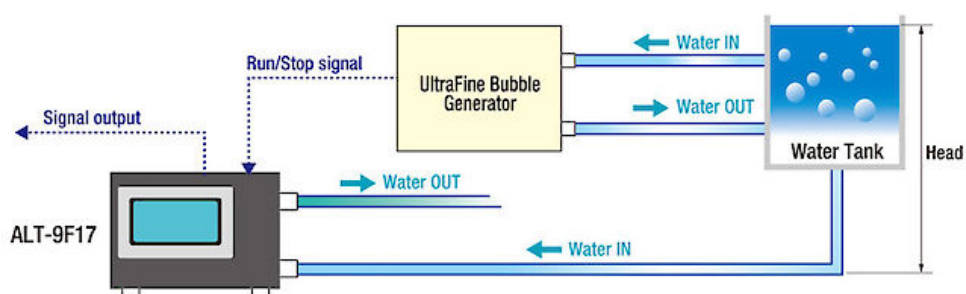 Water IN
Run/Stop signal
UltraFine Bubble
Generator
Signal output
Water OUT
Water Tank
Head
Water OUT
ALT-9F17
Water IN